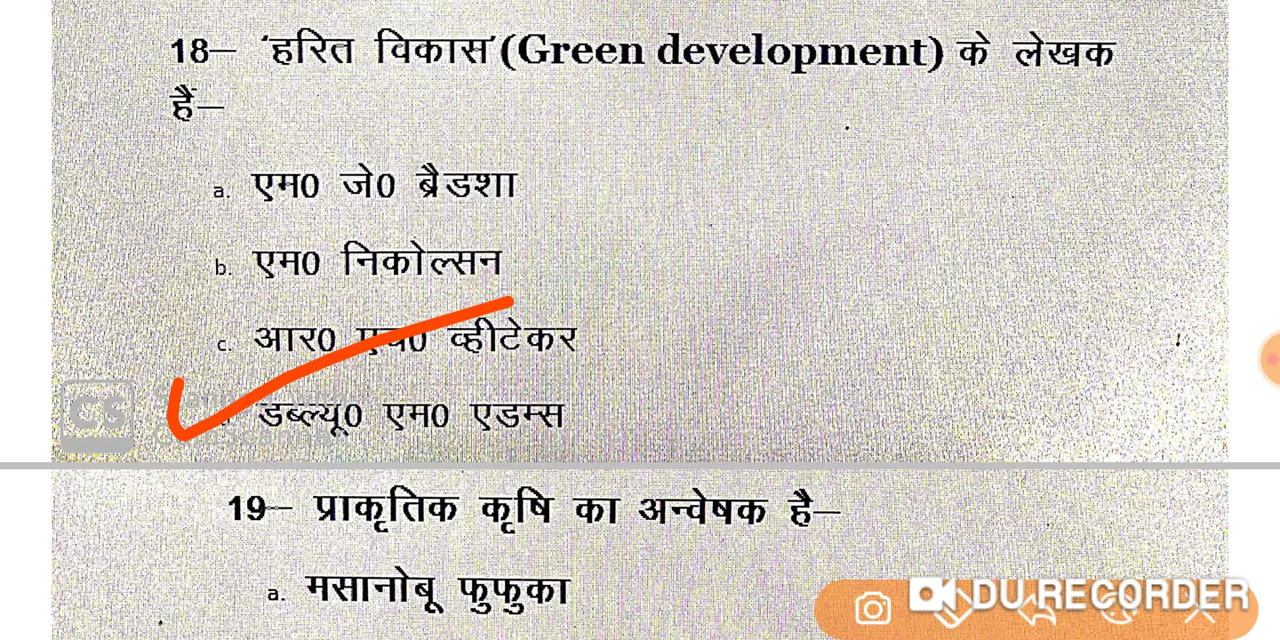 18– 'हरित विकास' (Green development) के लेखक
हैं–
a. एम0 जे0 ब्रैडशा
b. एम0 निकोल्सन
c. आर0 एच0 व्हीटेकर
डब्ल्यू0 एम0 एडम्स
CS
19– प्राकृतिक कृषि का अन्वेषक है–
a. मसानोबू फुफुका
DU RECORDER